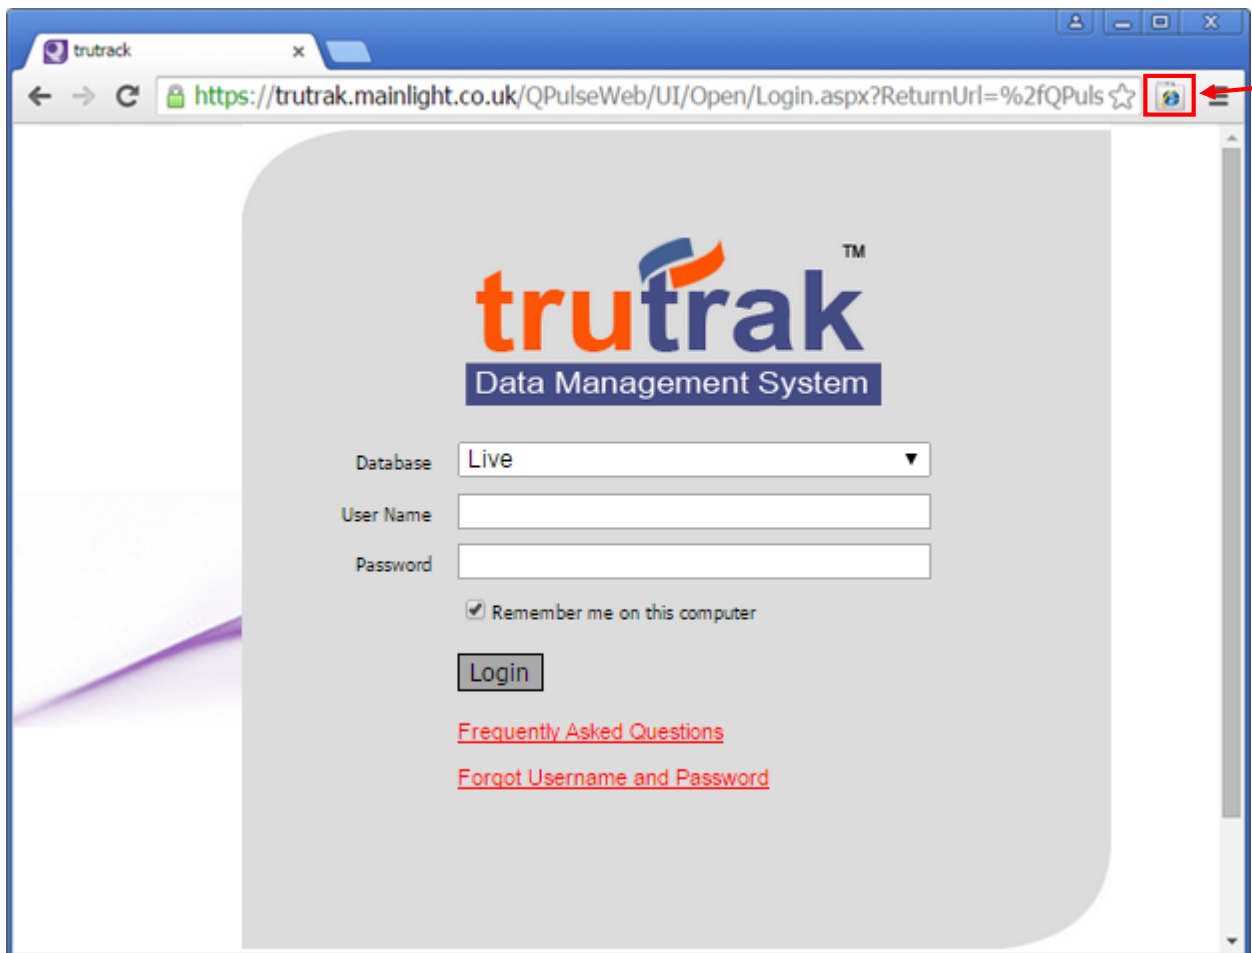 trutrack
https://trutrak.mainlight.co.uk/QPulseWeb/UI/Open/Login.aspx?ReturnUrl=%2fQPuls
trutrak TM
Data Management System
Database Live
User Name
Password
Remember me on this computer
Login
Frequently Asked Questions
Forgot Username and Password